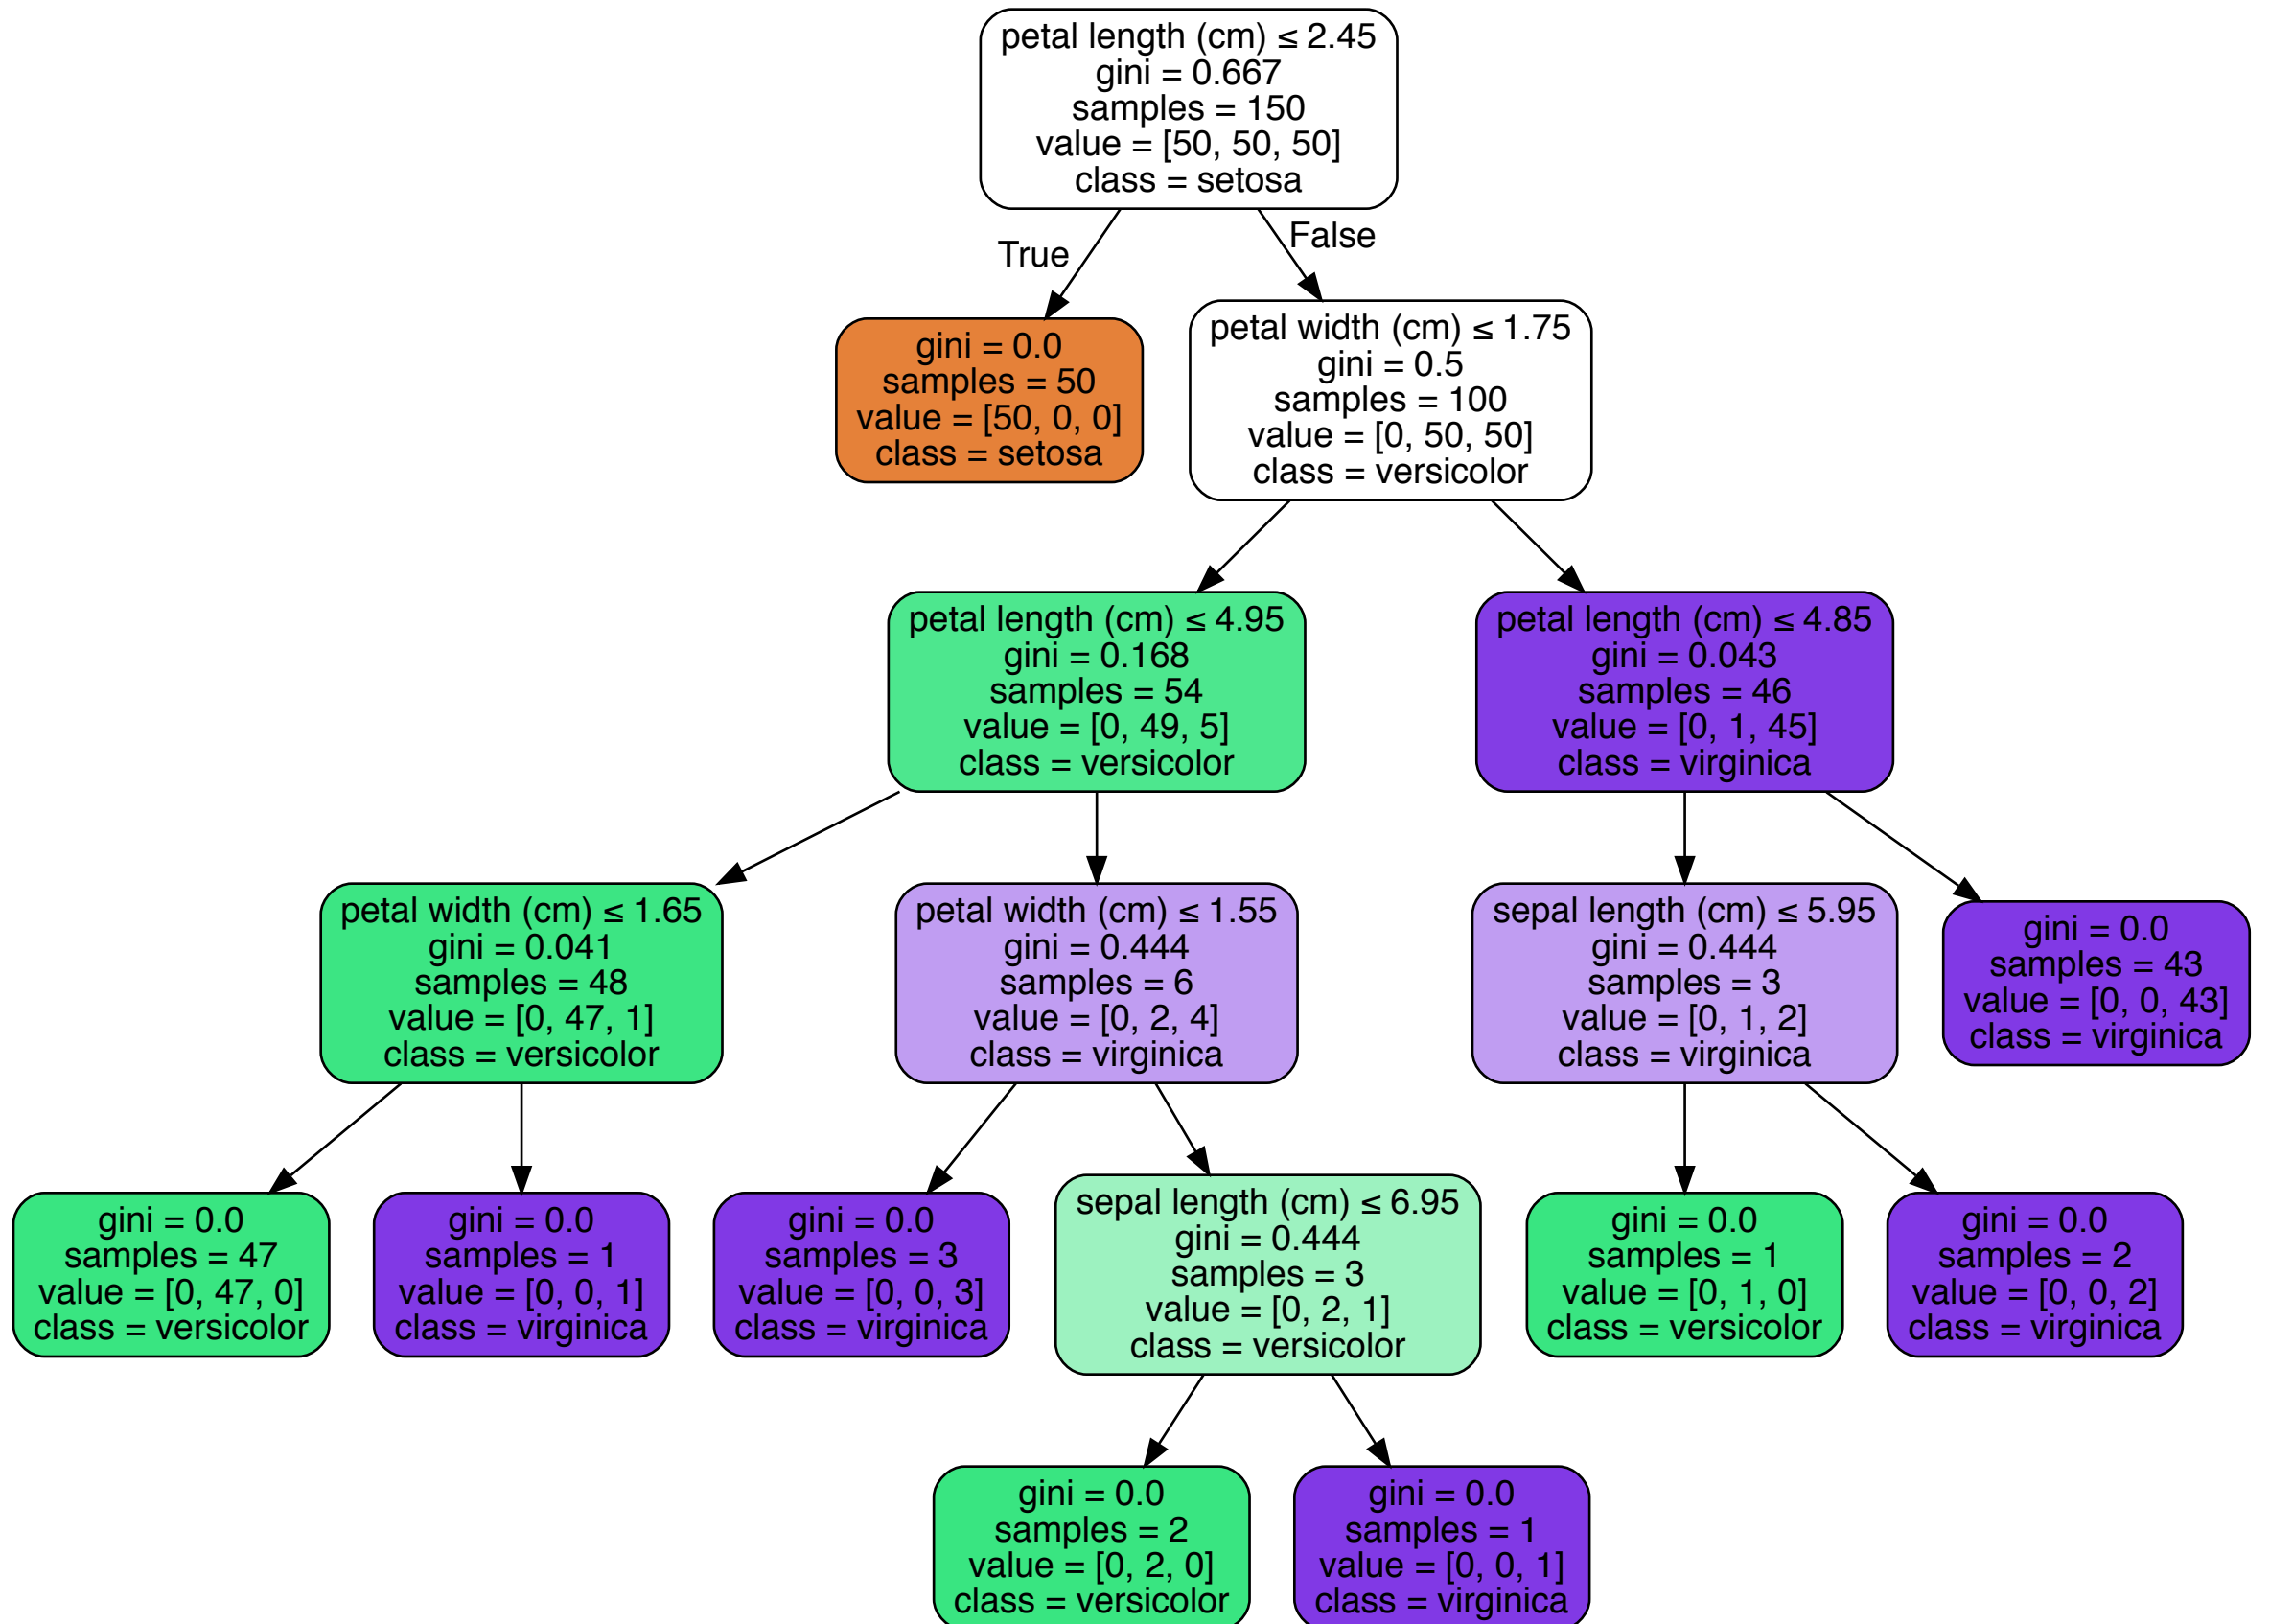 petal length (cm) ≤ 2.45
gini = 0.667
samples = 150
value = [50, 50, 50]
class = setosa
True
False
gini = 0.0
samples = 50
value = [50, 0, 0]
class = setosa
petal width (cm) ≤ 1.75
gini = 0.5
samples = 100
value = [0, 50, 50]
class = versicolor
petal length (cm) ≤ 4.95
gini = 0.168
samples = 54
value = [0, 49, 5]
class = versicolor
petal length (cm) ≤ 4.85
gini = 0.043
samples = 46
value = [0, 1, 45]
class = virginica
petal width (cm) ≤ 1.65
gini = 0.041
samples = 48
value = [0, 47, 1]
class = versicolor
petal width (cm) ≤ 1.55
gini = 0.444
samples = 6
value = [0, 2, 4]
class = virginica
sepal length (cm) ≤ 5.95
gini = 0.444
samples = 3
value = [0, 1, 2]
class = virginica
gini = 0.0
samples = 43
value = [0, 0, 43]
class = virginica
gini = 0.0
samples = 47
value = [0, 47, 0]
class = versicolor
gini = 0.0
samples = 1
value = [0, 0, 1]
class = virginica
gini = 0.0
samples = 3
value = [0, 0, 3]
class = virginica
sepal length (cm) ≤ 6.95
gini = 0.444
samples = 3
value = [0, 2, 1]
class = versicolor
gini = 0.0
samples = 1
value = [0, 1, 0]
class = versicolor
gini = 0.0
samples = 2
value = [0, 0, 2]
class = virginica
gini = 0.0
samples = 2
value = [0, 2, 0]
class = versicolor
gini = 0.0
samples = 1
value = [0, 0, 1]
class = virginica